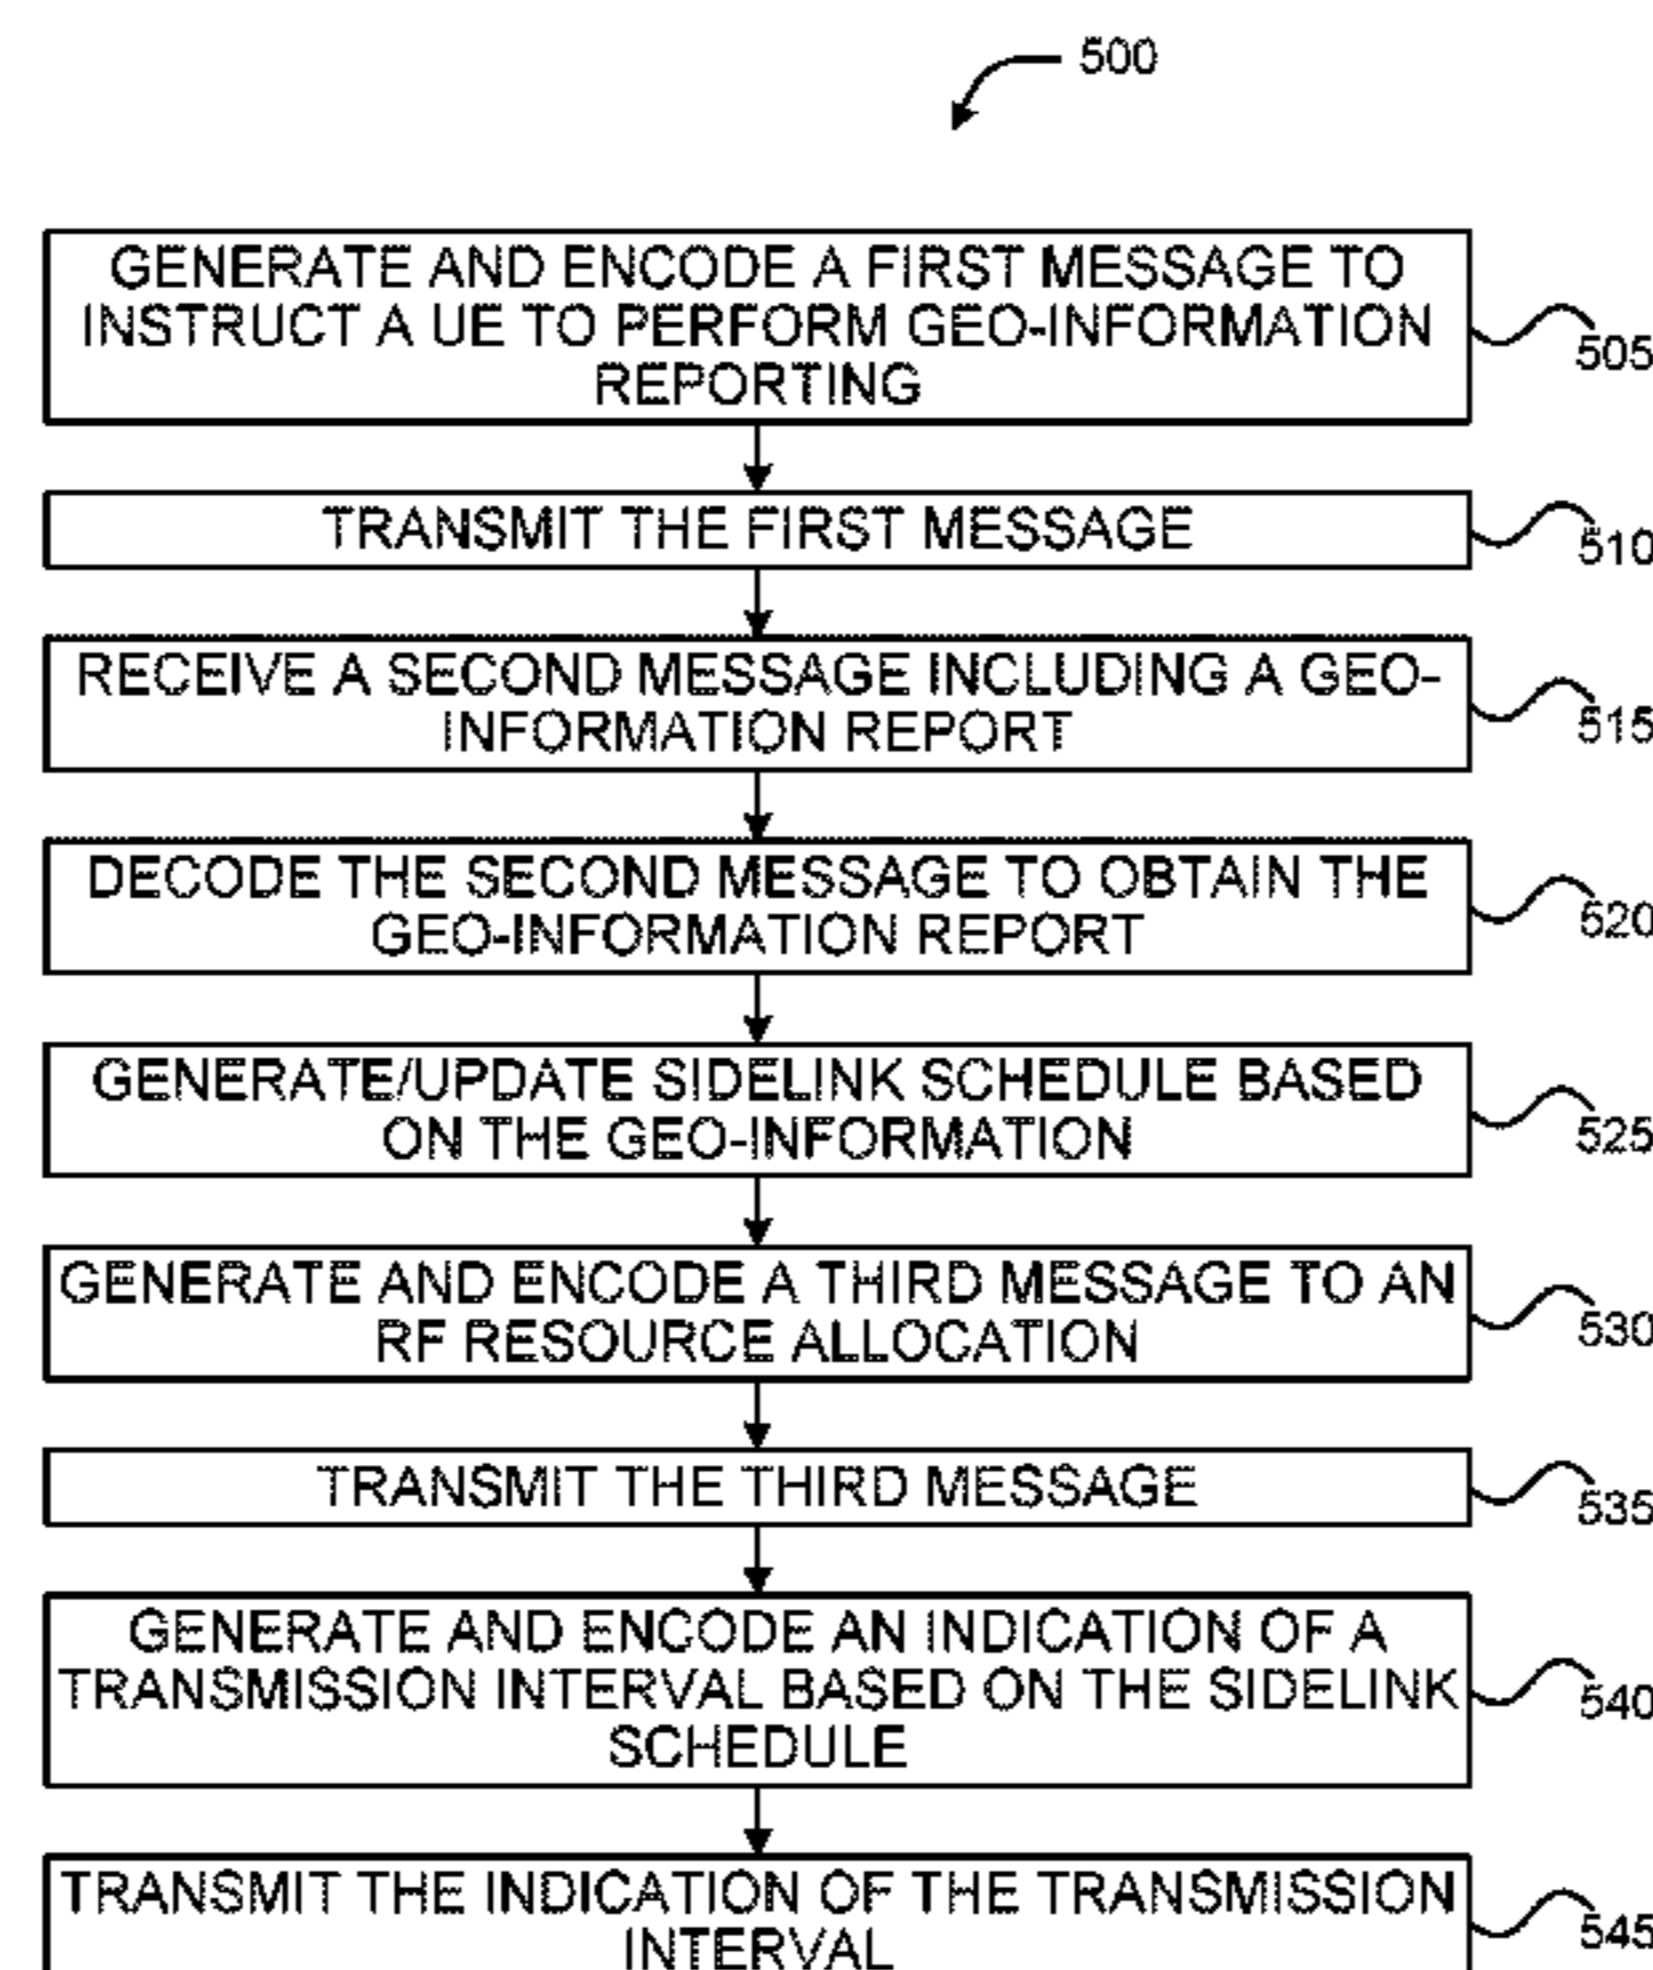 500
GENERATE AND ENCODE A FIRST MESSAGE TO
INSTRUCT A UE TO PERFORM GEO-INFORMATION
REPORTING
505
TRANSMIT THE FIRST MESSAGE
510
RECEIVE A SECOND MESSAGE INCLUDING A GEO-
INFORMATION REPORT
515
DECODE THE SECOND MESSAGE TO OBTAIN THE
GEO-INFORMATION REPORT
520
GENERATE/UPDATE SIDELINK SCHEDULE BASED
ON THE GEO-INFORMATION
525
GENERATE AND ENCODE A THIRD MESSAGE TO AN
RF RESOURCE ALLOCATION
530
TRANSMIT THE THIRD MESSAGE
535
GENERATE AND ENCODE AN INDICATION OF A
TRANSMISSION INTERVAL BASED ON THE SIDELINK
SCHEDULE
540
TRANSMIT THE INDICATION OF THE TRANSMISSION
INTERVAL
545